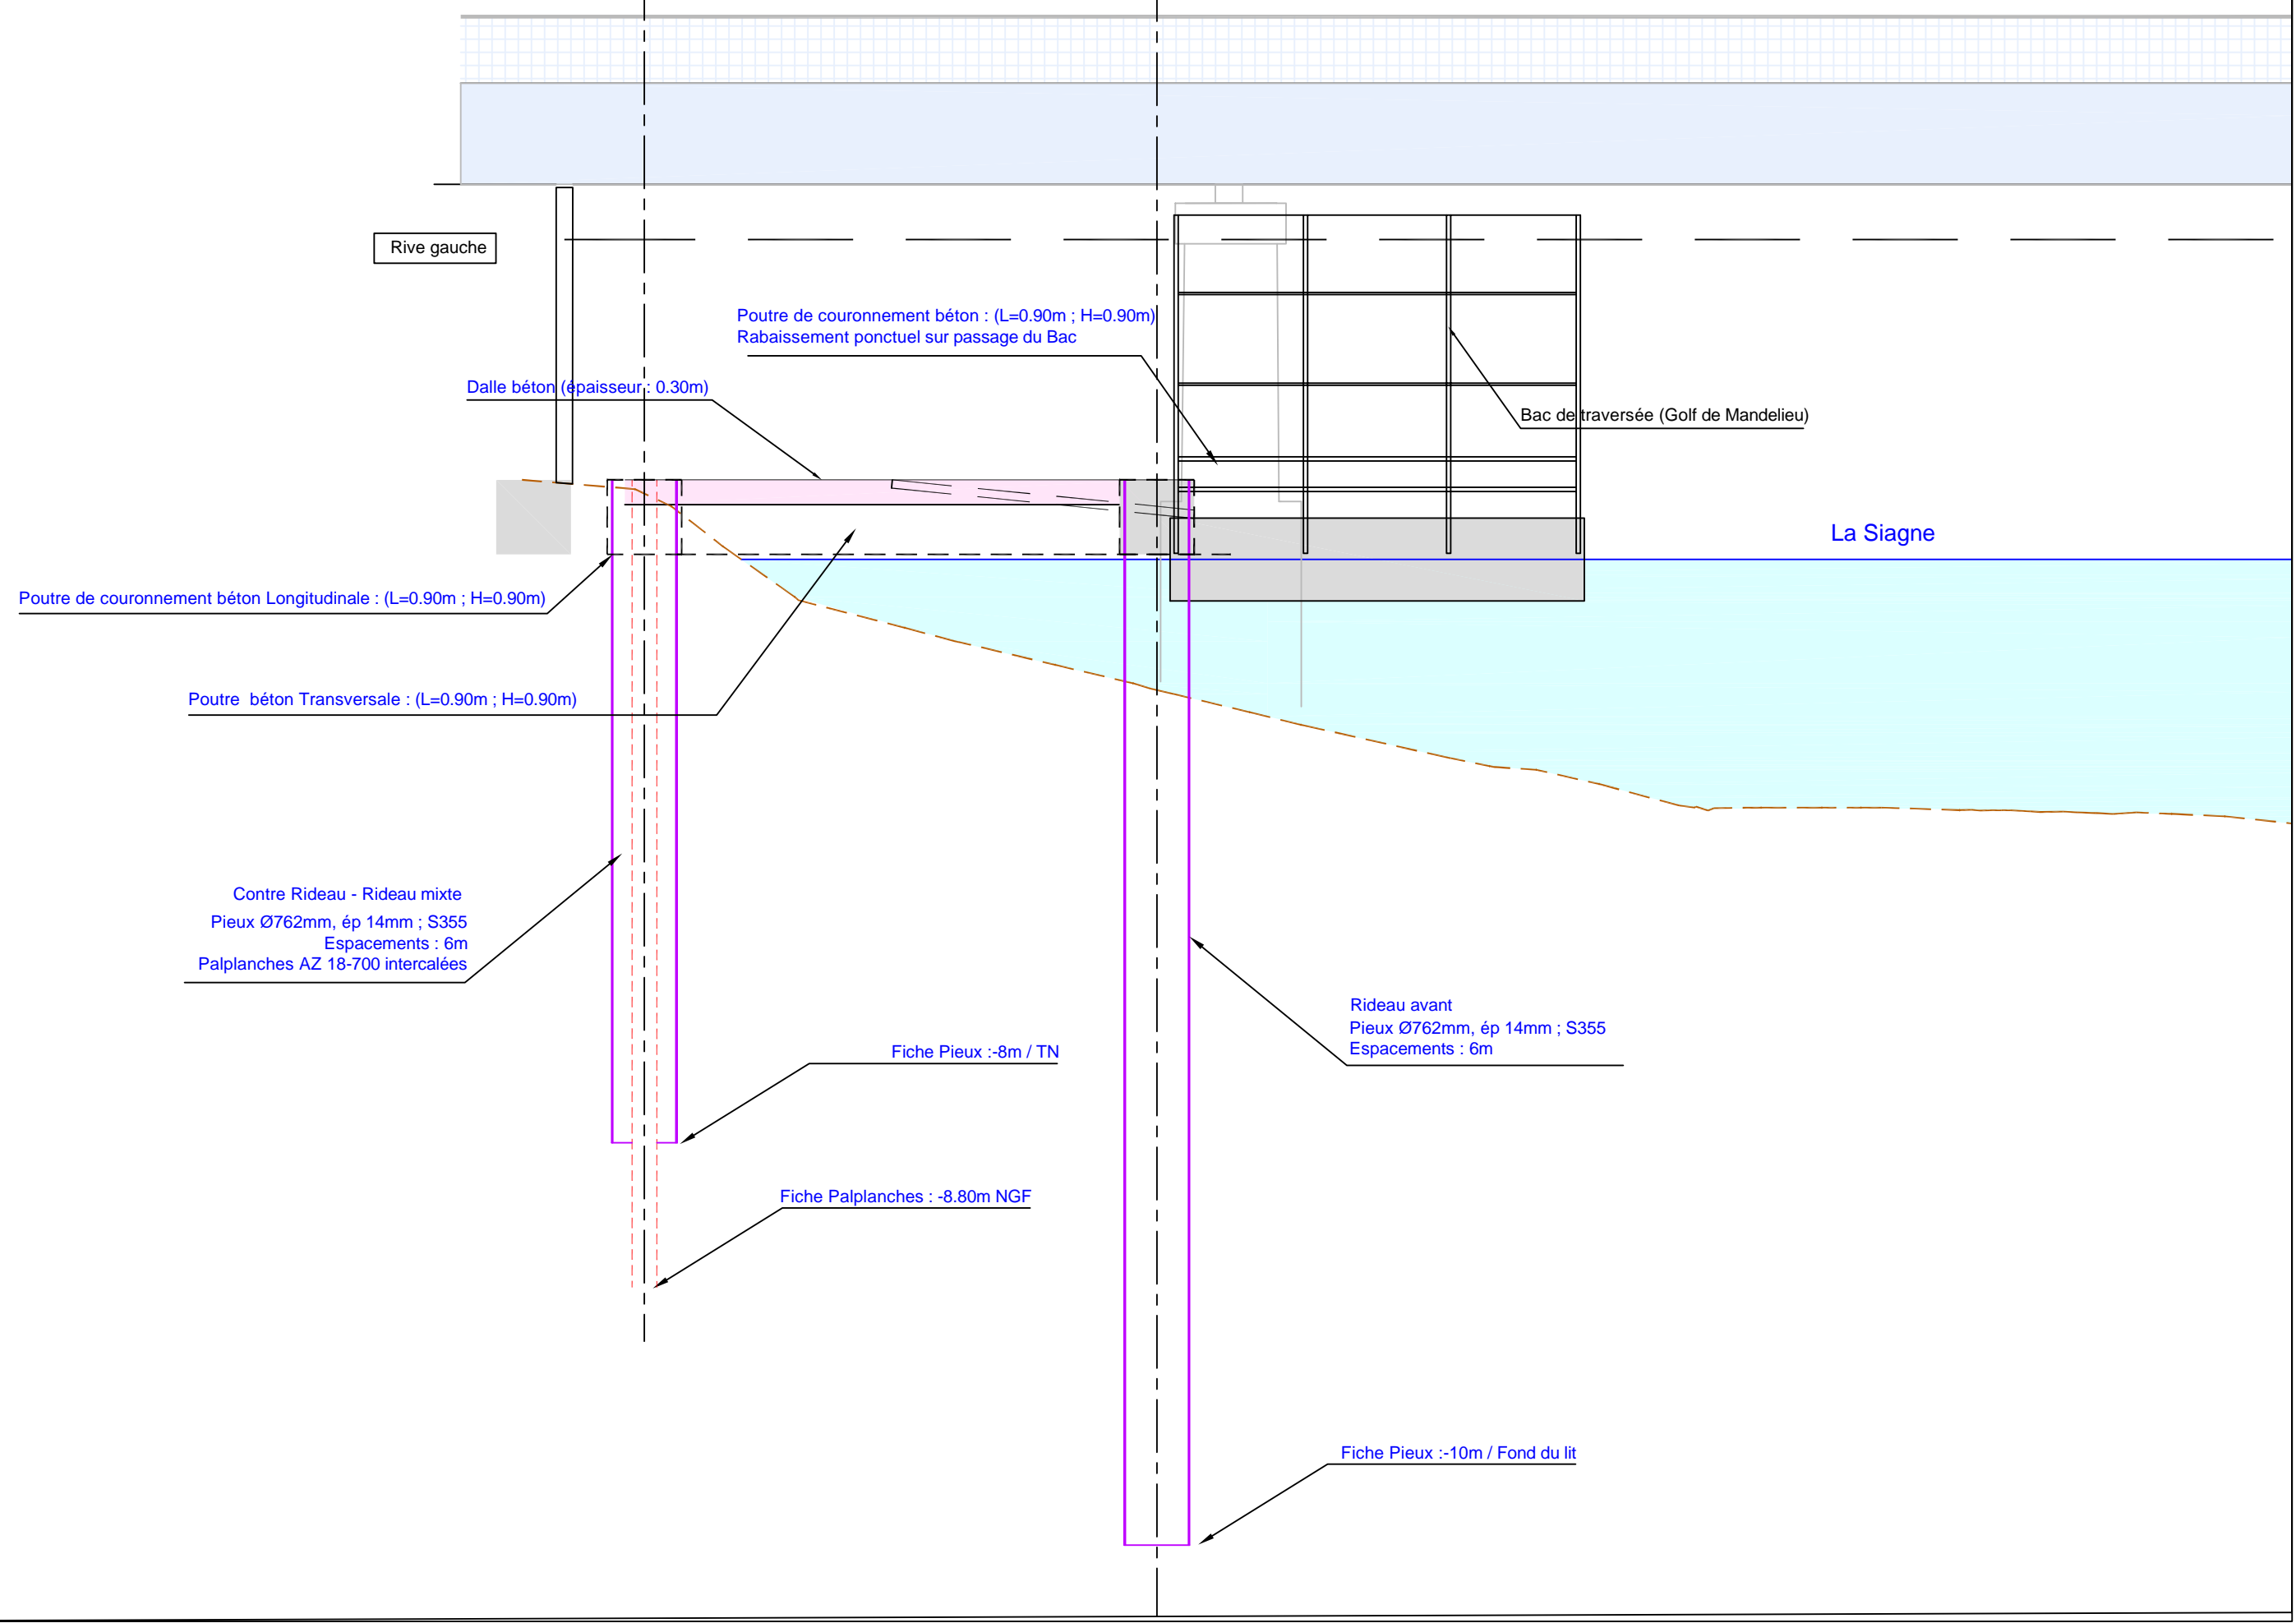 Rive gauche
Poutre de couronnement béton : (L=0.90m ; H=0.90m)
Rabaissement ponctuel sur passage du Bac
Dalle béton (épaisseur : 0.30m)
Bac de traversée (Golf de Mandelieu)
La Siagne
Poutre de couronnement béton Longitudinale : (L=0.90m ; H=0.90m)
Poutre  béton Transversale : (L=0.90m ; H=0.90m)
Contre Rideau - Rideau mixte
Pieux Ø762mm, ép 14mm ; S355
Espacements : 6m
Palplanches AZ 18-700 intercalées
Rideau avant
Pieux Ø762mm, ép 14mm ; S355
Espacements : 6m
Fiche Pieux :-8m / TN
Fiche Palplanches : -8.80m NGF
Fiche Pieux :-10m / Fond du lit